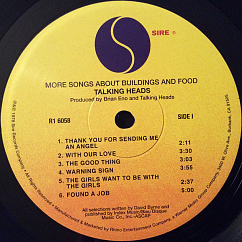 SIRE ®
MORE SONGS ABOUT BUILDINGS AND FOOD
TALKING HEADS
Produced by Brian Eno and Talking Heads
R1 6058
SIDE I
1. THANK YOU FOR SENDING ME
AN ANGEL 2:11
2. WITH OUR LOVE 3:30
3. THE GOOD THING 3:03
4. WARNING SIGN 3:55
5. THE GIRLS WANT TO BE WITH
THE GIRLS 2:37
6. FOUND A JOB 5:00
All selections written by David Byrne and
published by Index Music/Bleu Disque
Music Co., Inc.-ASCAP